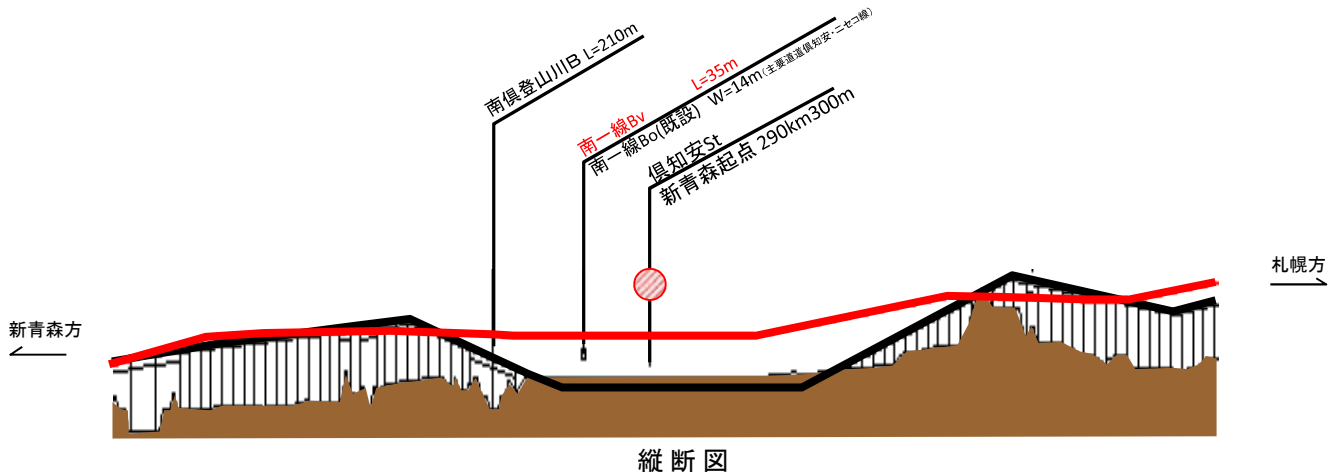 南倶登山川B L=210m
南一線Bv L=35m
南一線Bo(既設) W=14m(主要道道倶知安・ニセコ線)
倶知安St
新青森起点 290km300m
新青森方
札幌方
縦断図